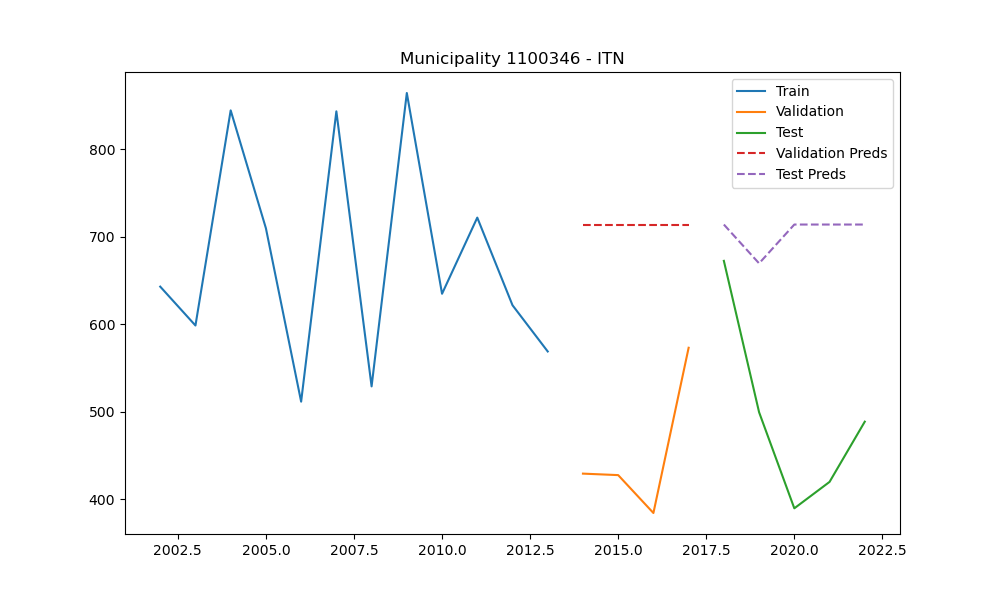 Municipality 1100346 - ITN
Train
Validation
Test
Validation Preds
Test Preds
800
700
600
500
400
2002.5 2005.0 2007.5 2010.0 2012.5 2015.0 2017.5 2020.0 2022.5